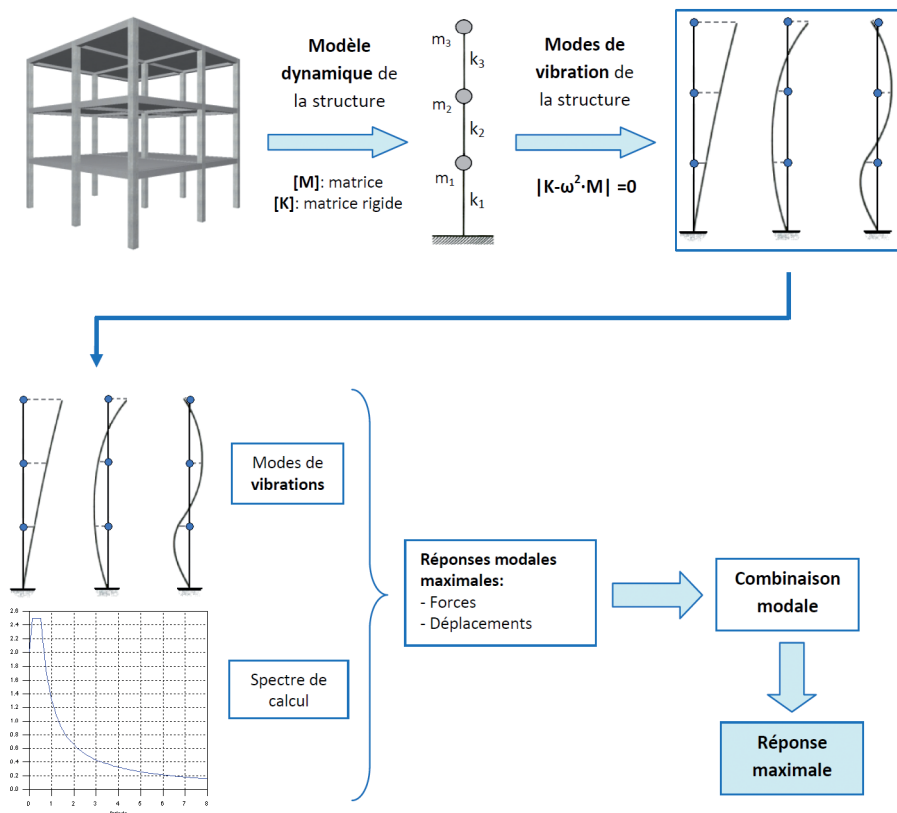 Modèle
dynamique de
la structure
[M]: matrice
[K]: matrice rigide
m3
k3
m2
k2
m1
k1
Modes de
vibration de
la structure
|K-ω²·M| =0
Modes de
vibrations
2.6
2.4
2.2
2.0
1.8
1.6
1.4
1.2
1.0
0.8
0.6
0.4
0.2
0.0
0 1 2 3 4 5 6 7 8
Spectre de
calcul
Réponses modales
maximales:
- Forces
- Déplacements
Combinaison
modale
Réponse
maximale